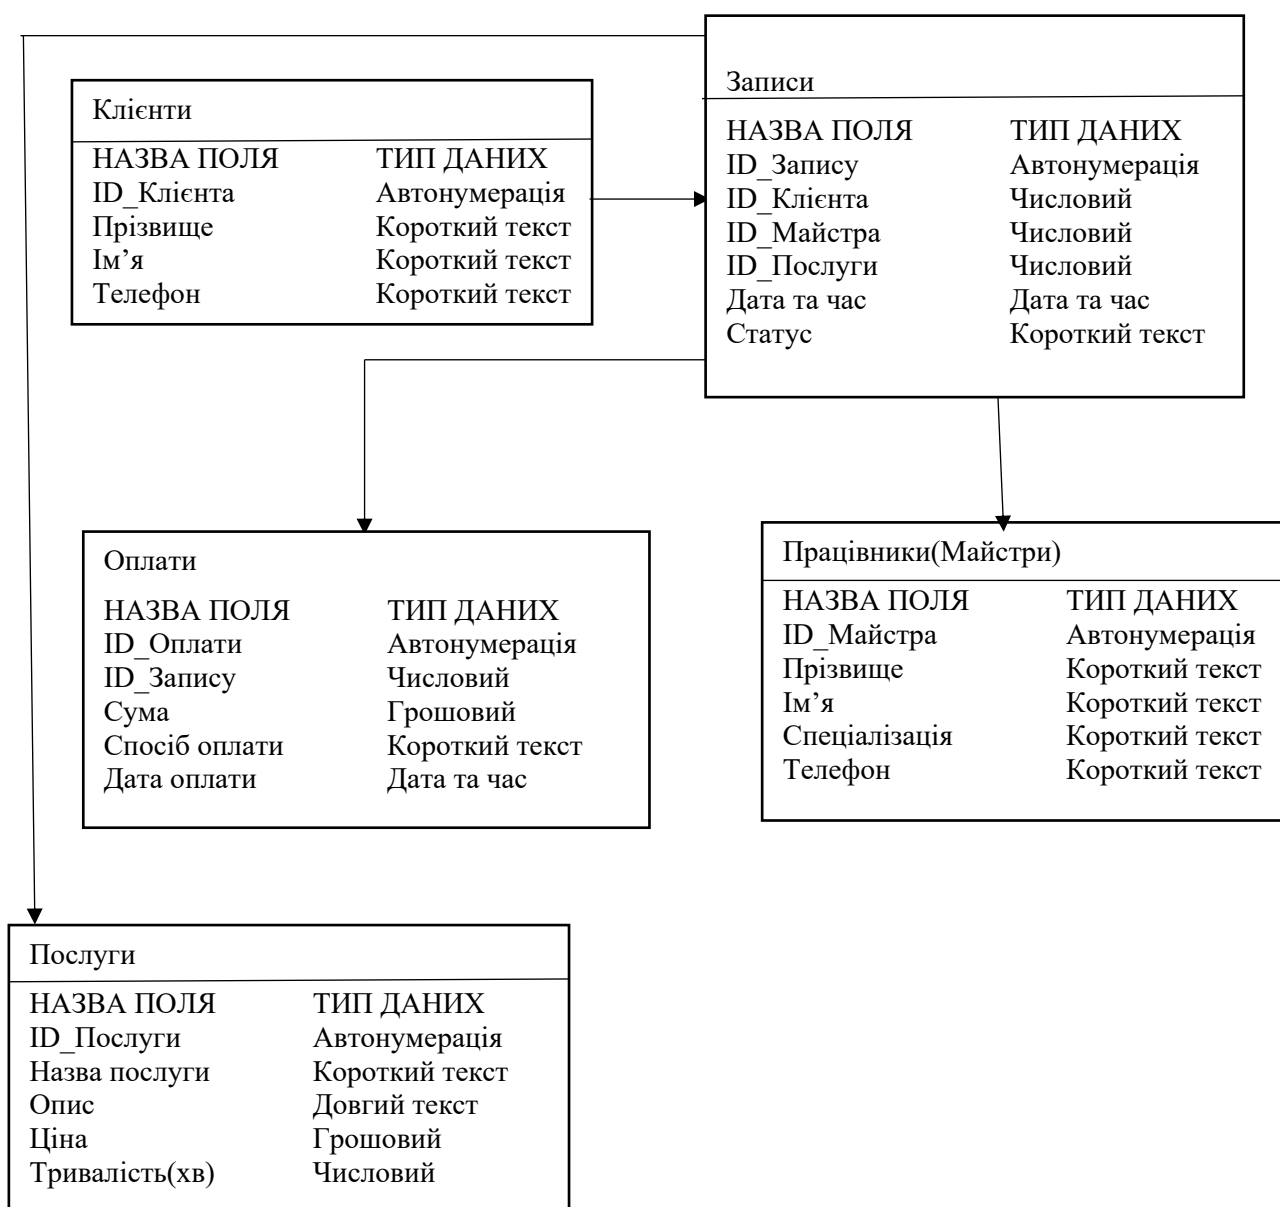 Клієнти
НАЗВА ПОЛЯ ТИП ДАНИХ
ID_Клієнта Автонумерація
Прізвище Короткий текст
Ім’я Короткий текст
Телефон Короткий текст
Записи
НАЗВА ПОЛЯ ТИП ДАНИХ
ID_Запису Автонумерація
ID_Клієнта Числовий
ID_Майстра Числовий
ID_Послуги Числовий
Дата та час Дата та час
Статус Короткий текст
Оплати
НАЗВА ПОЛЯ ТИП ДАНИХ
ID_Оплати Автонумерація
ID_Запису Числовий
Сума Грошовий
Спосіб оплати Короткий текст
Дата оплати Дата та час
Працівники(Майстри)
НАЗВА ПОЛЯ ТИП ДАНИХ
ID_Майстра Автонумерація
Прізвище Короткий текст
Ім’я Короткий текст
Спеціалізація Короткий текст
Телефон Короткий текст
Послуги
НАЗВА ПОЛЯ ТИП ДАНИХ
ID_Послуги Автонумерація
Назва послуги Короткий текст
Опис Довгий текст
Ціна Грошовий
Тривалість(хв) Числовий